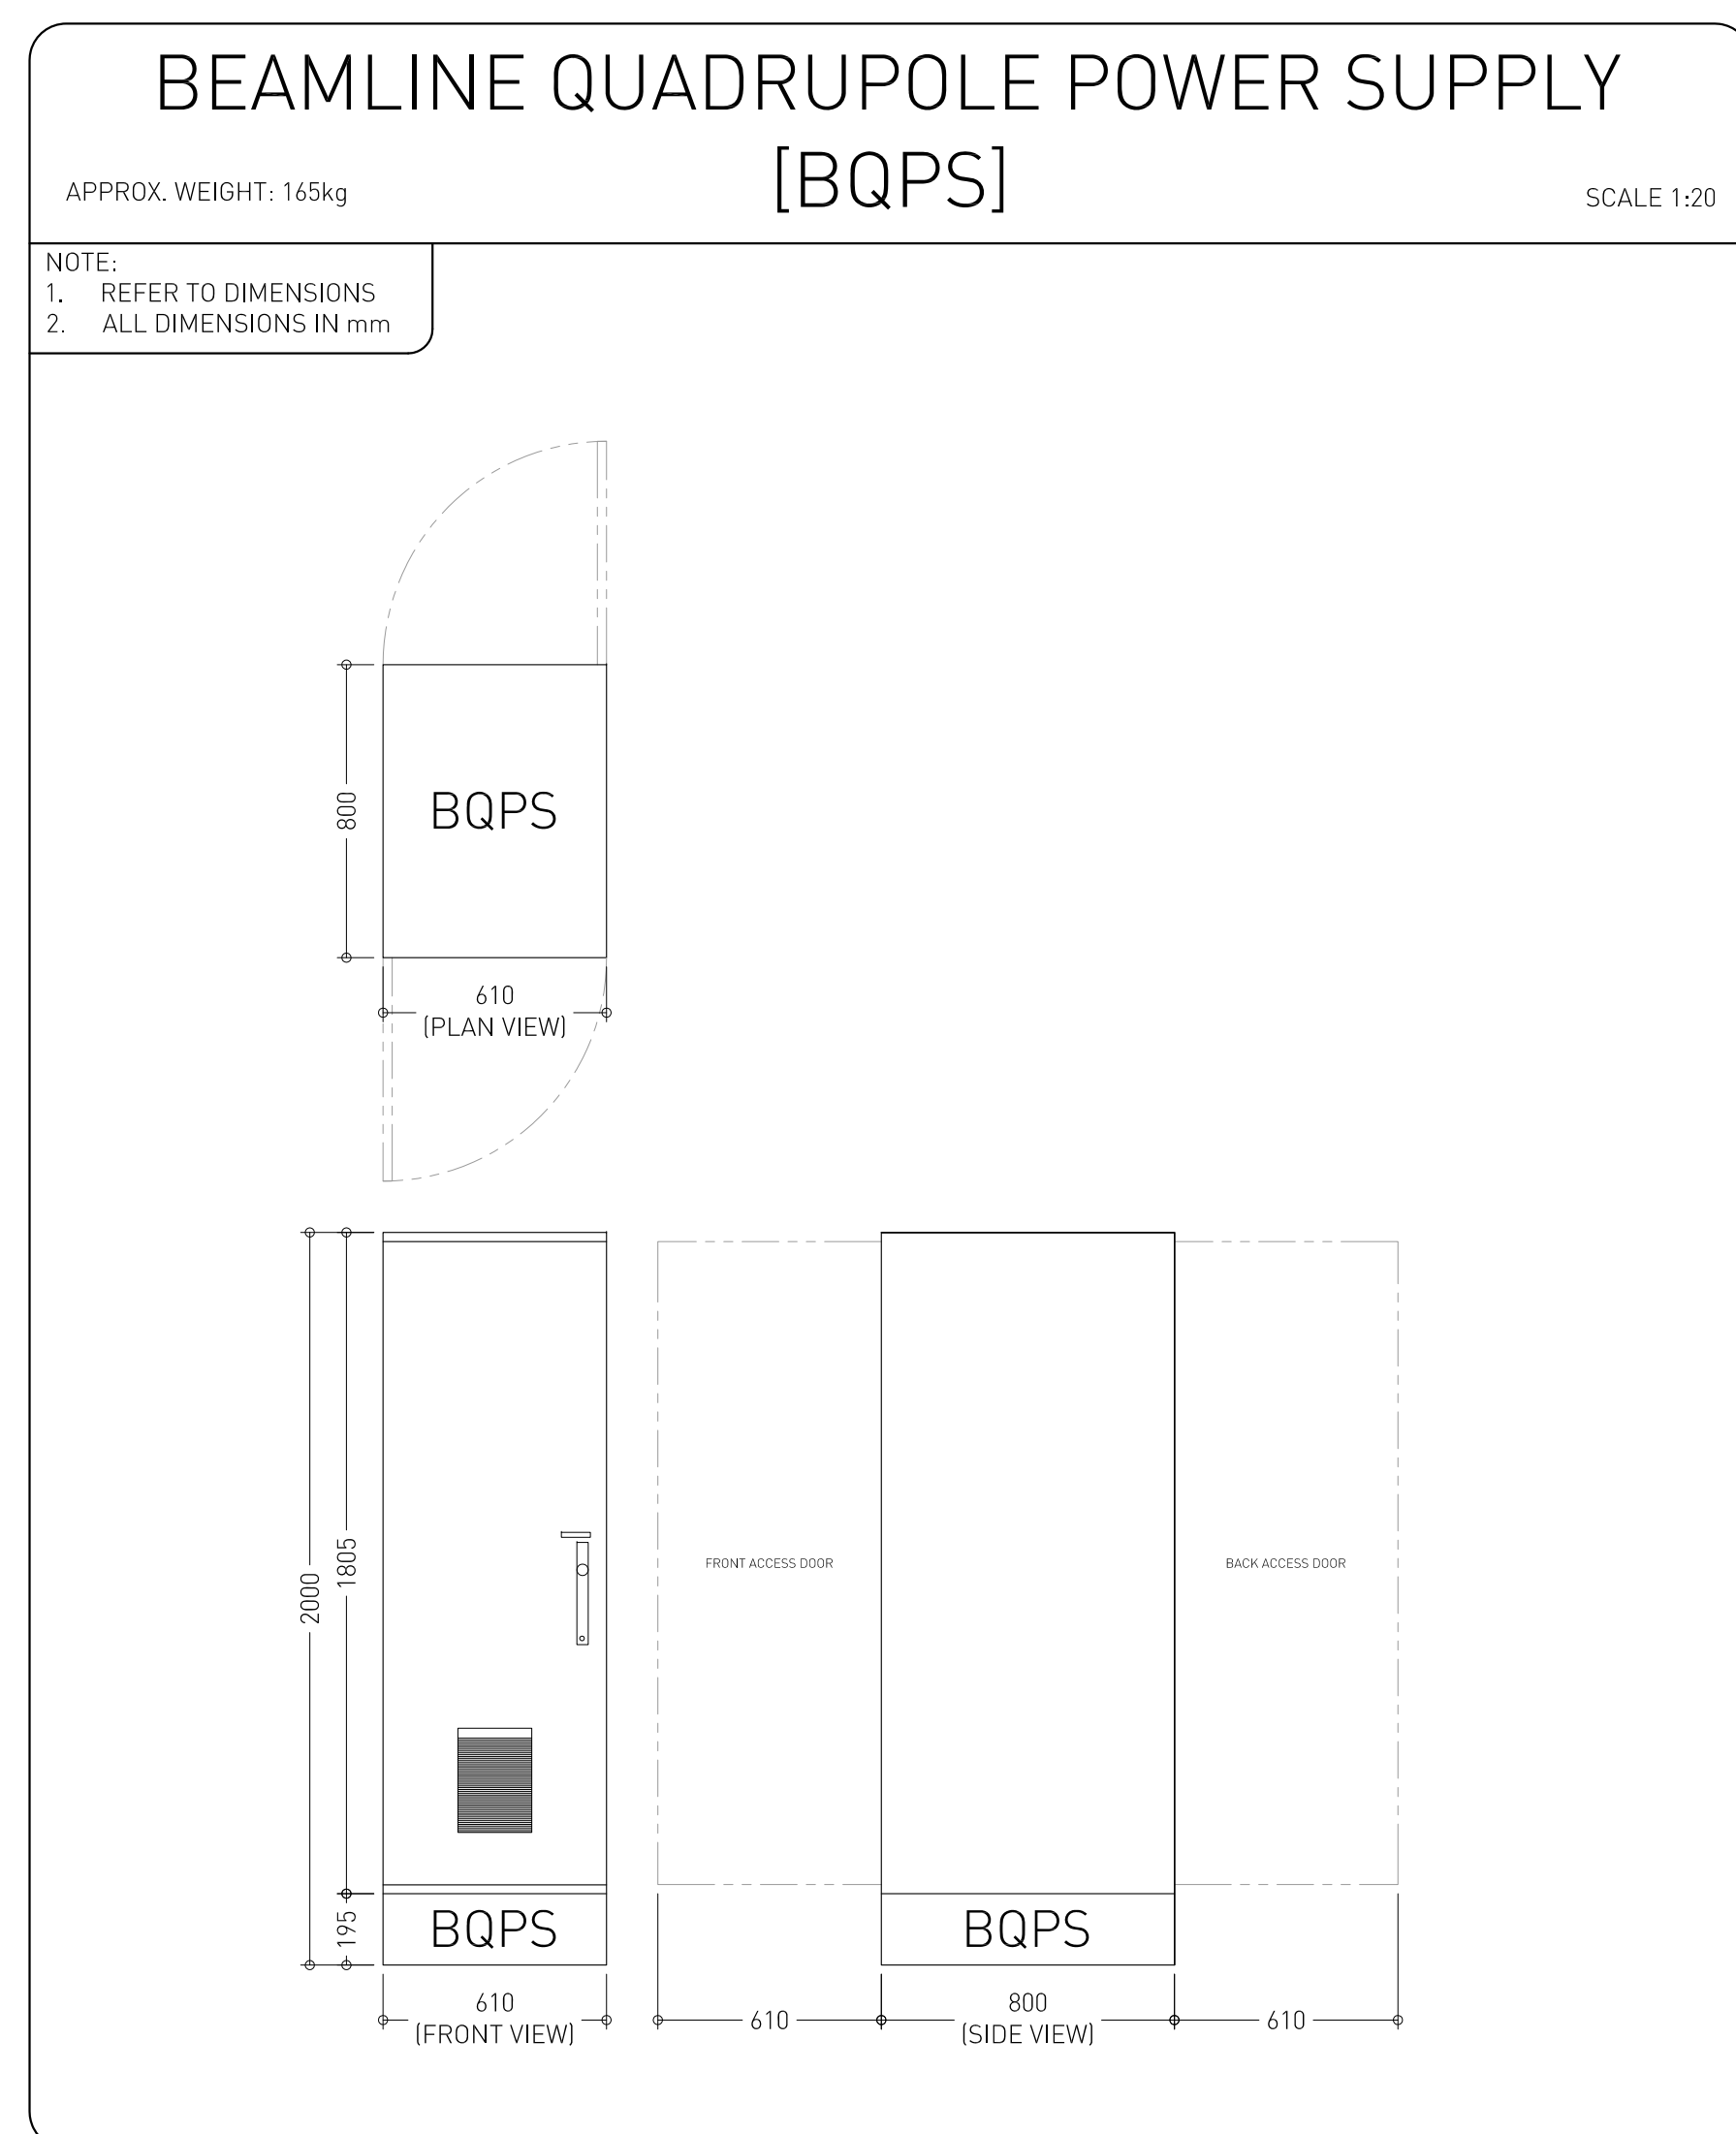 BEAMLINE QUADRUPOLE POWER SUPPLY
[BQPS]
APPROX. WEIGHT: 165kg
SCALE 1:20
NOTE:
1. REFER TO DIMENSIONS
2. ALL DIMENSIONS IN mm
800
BQPS
610
(PLAN VIEW)
2000
1805
195
FRONT ACCESS DOOR
BACK ACCESS DOOR
BQPS
BQPS
610
(FRONT VIEW)
610
800
(SIDE VIEW)
610